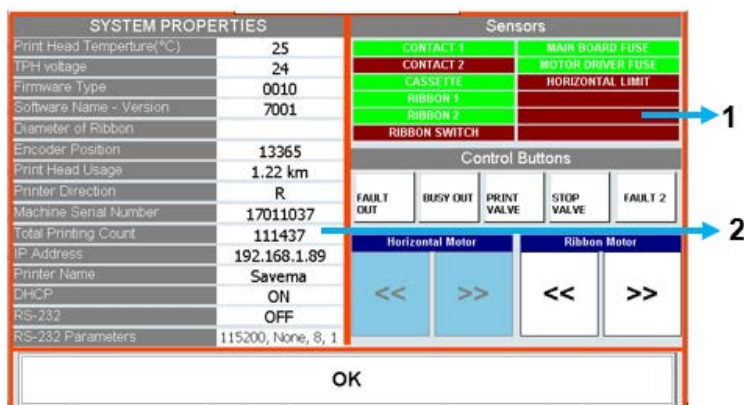 SYSTEM PROPERTIES
Print Head Temperture(°C) 25
TPH voltage 24
Firmware Type 0010
Software Name - Version 7001
Diameter of Ribbon
Encoder Position 13365
Print Head Usage 1.22 km
Printer Direction R
Machine Serial Number 17011037
Total Printing Count 111437
IP Address 192.168.1.89
Printer Name Savema
DHCP ON
RS-232 OFF
RS-232 Parameters 115200, None, 8, 1
Sensors
CONTACT 1 MAIN BOARD FUSE
CONTACT 2 MOTOR DRIVER FUSE
CASSETTE HORIZONTAL LIMIT
RIBBON 1
RIBBON 2
RIBBON SWITCH
1
Control Buttons
FAULT OUT
BUSY OUT
PRINT VALVE
STOP VALVE
FAULT 2
2
Horizontal Motor Ribbon Motor
<< >> << >>
OK